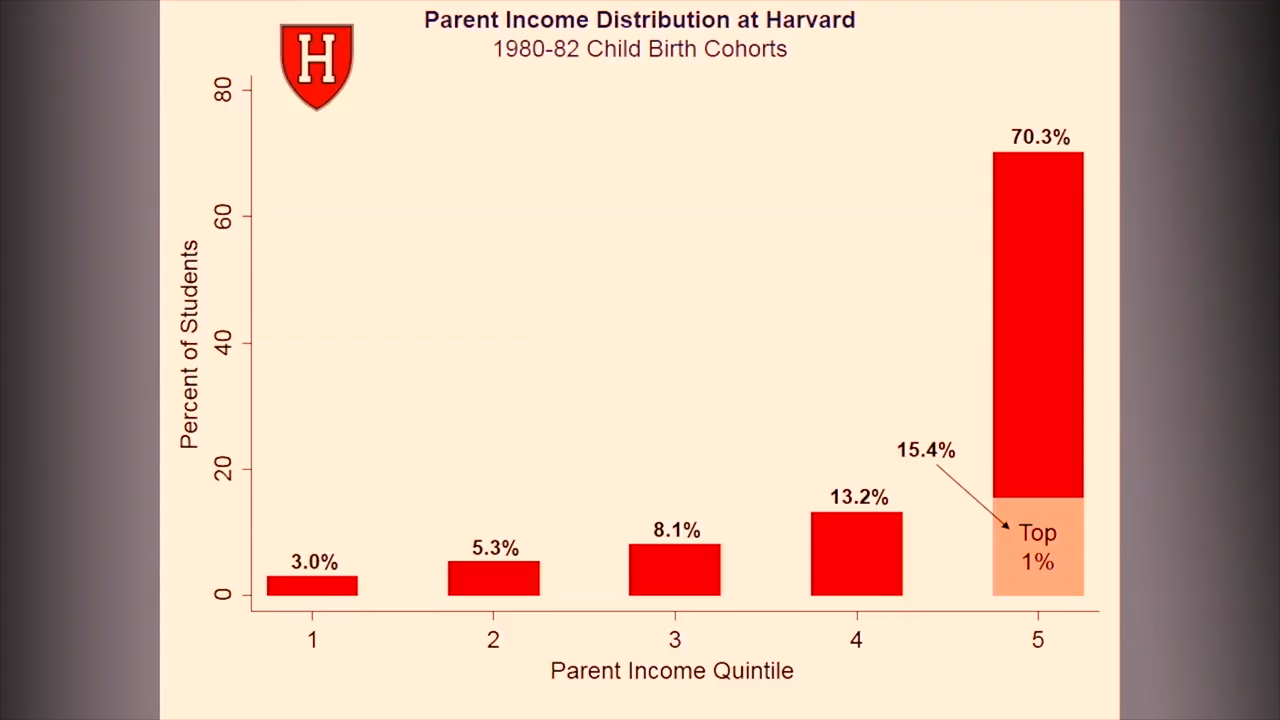 Parent Income Distribution at Harvard
1980-82 Child Birth Cohorts
H
Percent of Students
80
60
40
20
0
3.0%
5.3%
8.1%
13.2%
15.4%
70.3%
Top
1%
1
2
3
4
5
Parent Income Quintile